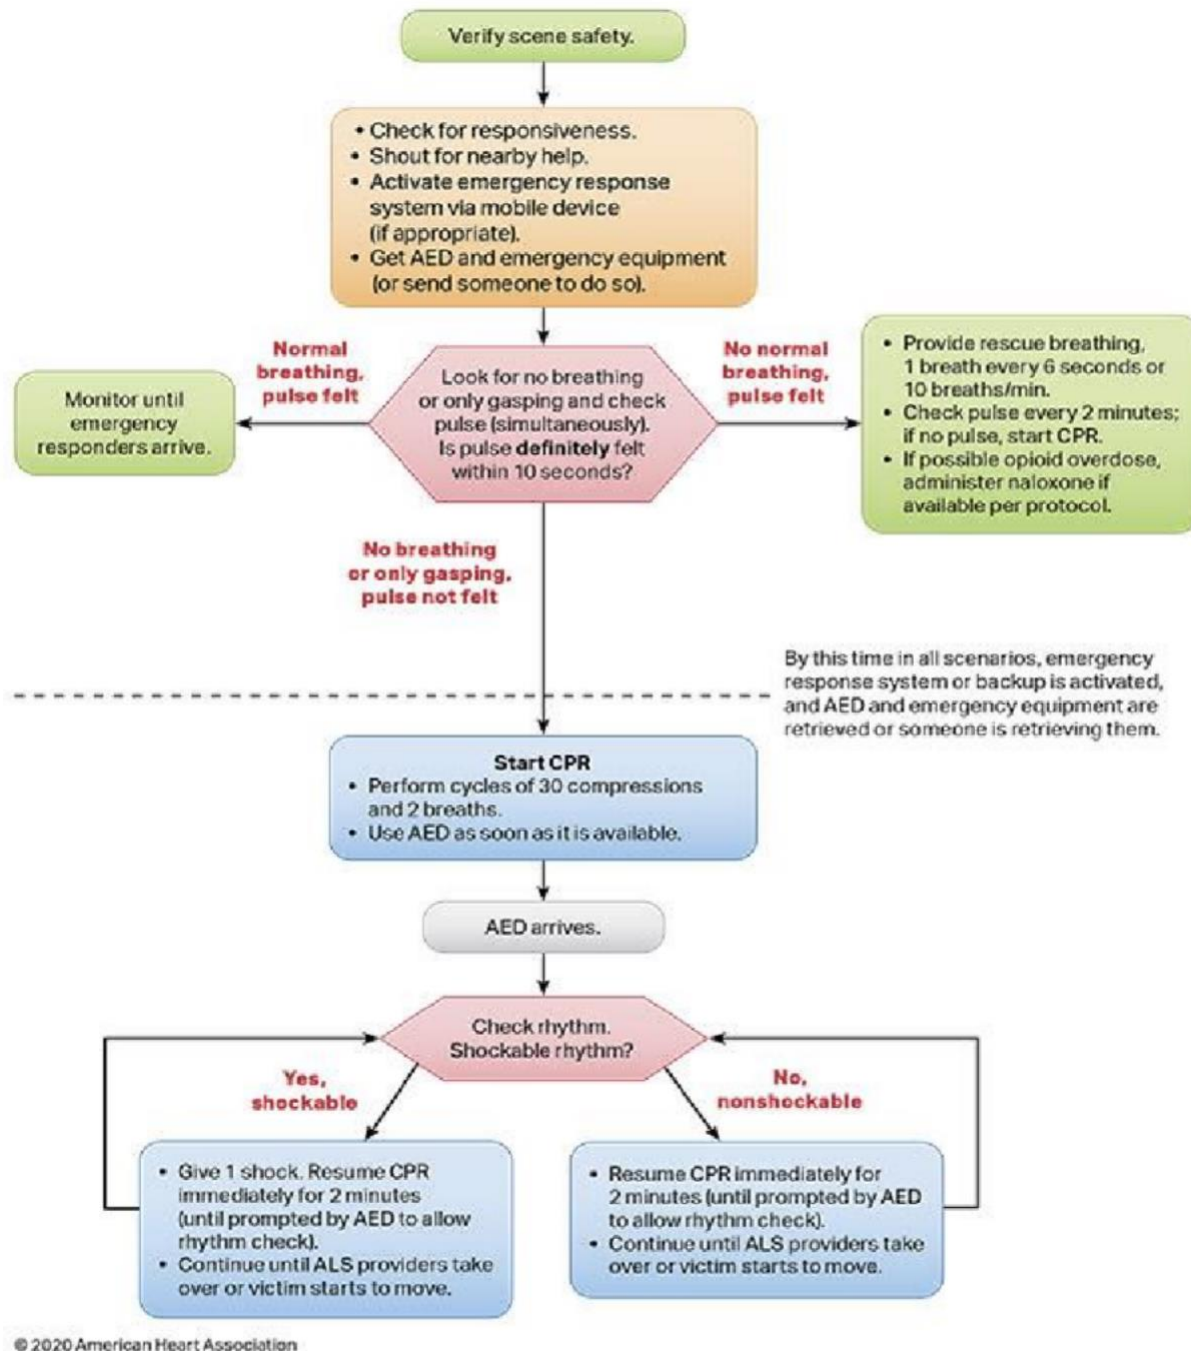 Verify scene safety.
• Check for responsiveness.
• Shout for nearby help.
• Activate emergency response
system via mobile device
(if appropriate).
• Get AED and emergency equipment
(or send someone to do so).
Normal
breathing,
pulse felt
Monitor until
emergency
responders arrive.
Look for no breathing
or only gasping and check
pulse (simultaneously).
Is pulse definitely felt
within 10 seconds?
No normal
breathing,
pulse felt
• Provide rescue breathing,
1 breath every 6 seconds or
10 breaths/min.
• Check pulse every 2 minutes;
if no pulse, start CPR.
• If possible opioid overdose,
administer naloxone if
available per protocol.
No breathing
or only gasping,
pulse not felt
By this time in all scenarios, emergency
response system or backup is activated,
and AED and emergency equipment are
retrieved or someone is retrieving them.
Start CPR
• Perform cycles of 30 compressions
and 2 breaths.
• Use AED as soon as it is available.
AED arrives.
Check rhythm.
Shockable rhythm?
Yes,
shockable
No,
nonshockable
• Give 1 shock. Resume CPR
immediately for 2 minutes
(until prompted by AED to allow
rhythm check).
• Continue until ALS providers take
over or victim starts to move.
• Resume CPR immediately for
2 minutes (until prompted by AED
to allow rhythm check).
• Continue until ALS providers take
over or victim starts to move.
© 2020 American Heart Association